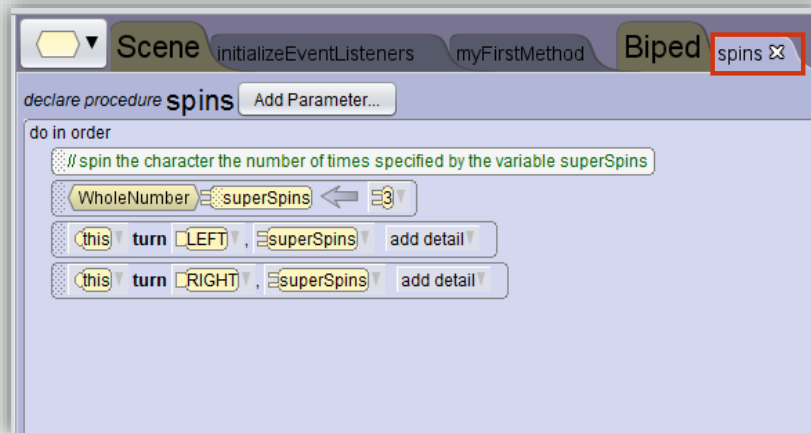 Scene initializeEventListeners myFirstMethod Biped spins
declare procedure spins Add Parameter...
do in order
// spin the character the number of times specified by the variable superSpins
WholeNumber superSpins 3
this turn LEFT , superSpins add detail
this turn RIGHT , superSpins add detail